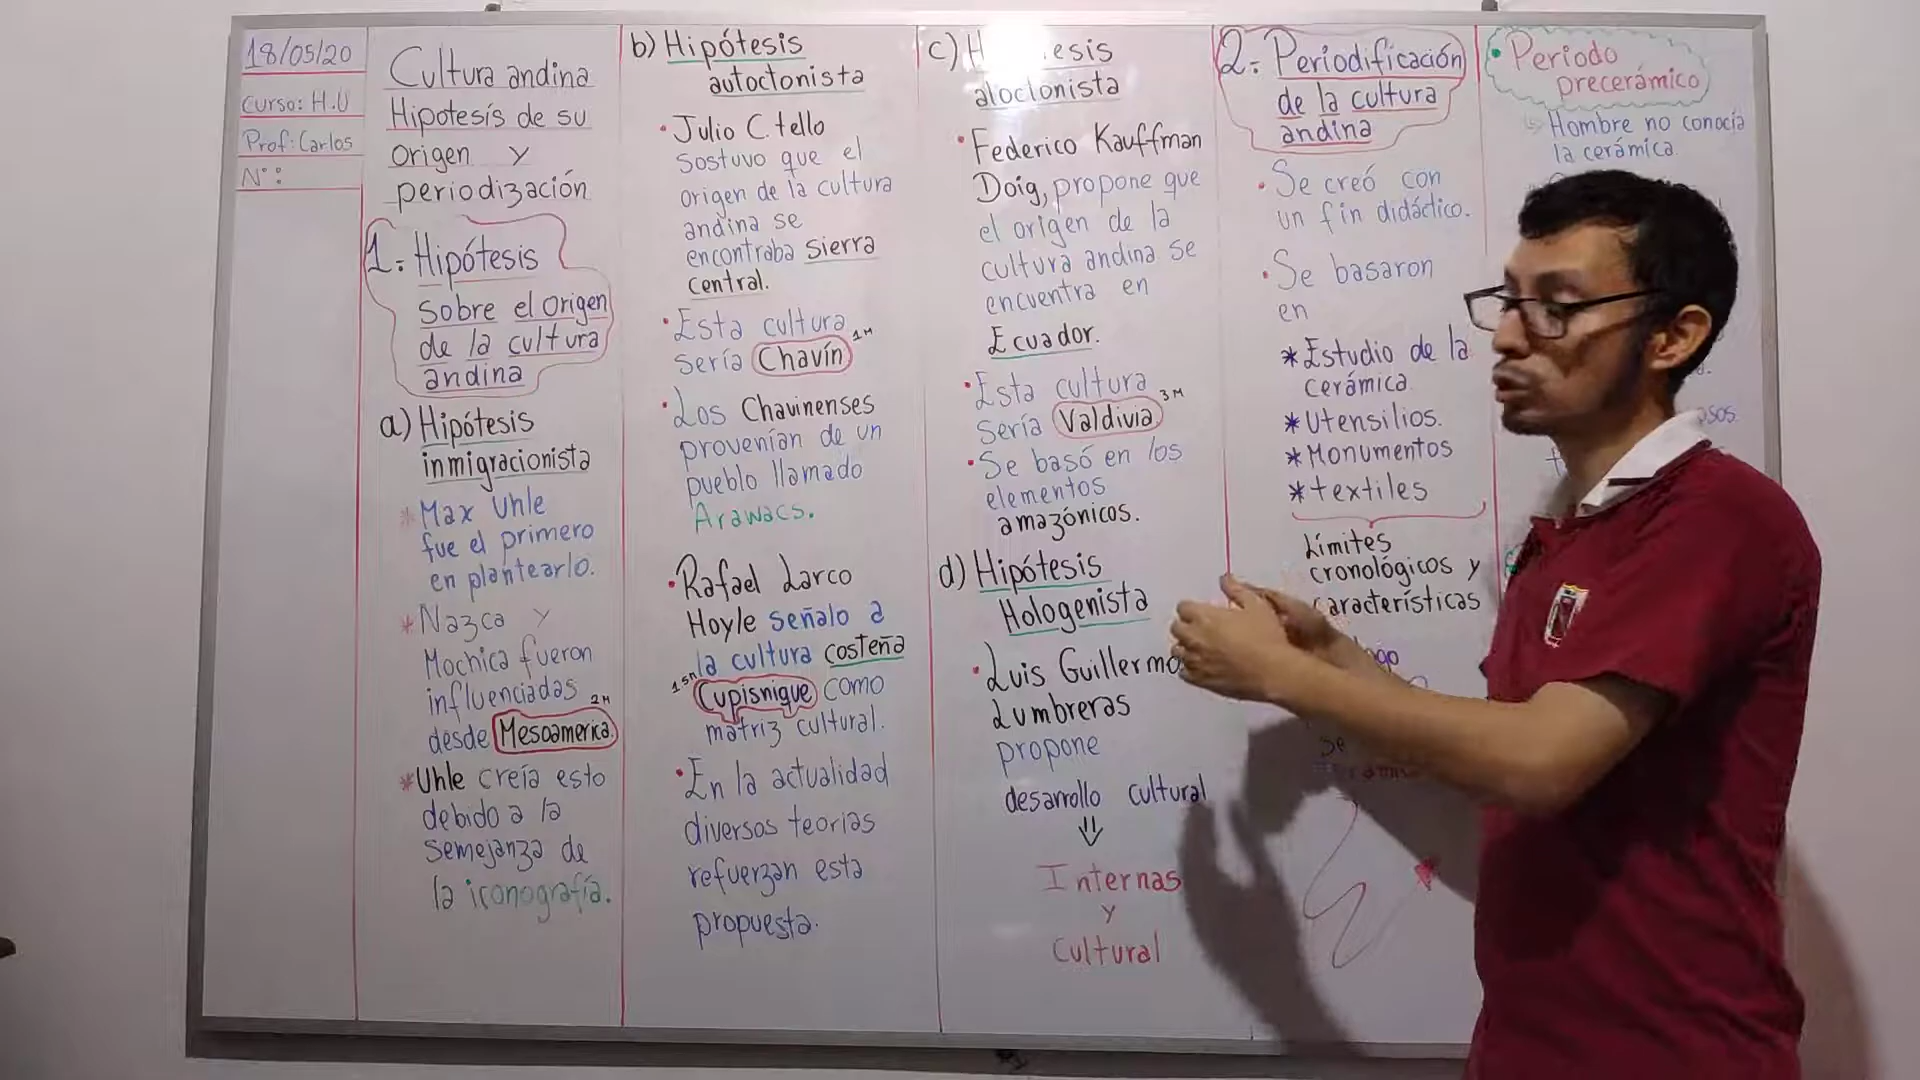 18/05/20
Curso: H.U
Prof: Carlos
N°:
Cultura andina
Hipotesís de su
Origen y
periodización
1. Hipótesis
sobre el origen
de la cultura
andina
a) Hipótesis
inmigracionista
* Max Uhle
fue el primero
en plantearlo.
* Nazca y
Mochica fueron
influenciadas 2M
desde Mesoamerica.
* Uhle creía esto
debido a la
semejanza de
la iconografía.
b) Hipótesis
autoctonista
• Julio C. tello
Sostuvo que el
origen de la cultura
andina se
encontraba sierra
central.
• Esta cultura 1M
sería Chavín
• Los Chavinenses
provenían de un
pueblo llamado
Arawacs.
• Rafael Larco
Hoyle señalo a
la cultura costeña
Cupisnique como
matriz cultural.
• En la actualidad
diversos teorias
refuerzan esta
propuesta.
c) H esis
aloctonista
• Federico Kauffman
Doig, propone que
el origen de la
cultura andina se
encuentra en
Ecuador.
• Esta cultura 3M
Sería Valdivia
• Se basó en los
elementos
amazónicos.
d) Hipótesis
Hologenista
• Luis Guillermo
Lumbreras
propone
desarrollo cultural
⇓
Internas
y
Cultural
2. Periodificación
de la cultura
andina
• Se creó con
un fin didáctico.
• Se basaron
en
* Estudio de la
cerámica.
* Utensilios.
* Monumentos
* textiles
Límites
cronológicos y
características
se
• Periodo
precerámico
Hombre no conocía
la cerámica